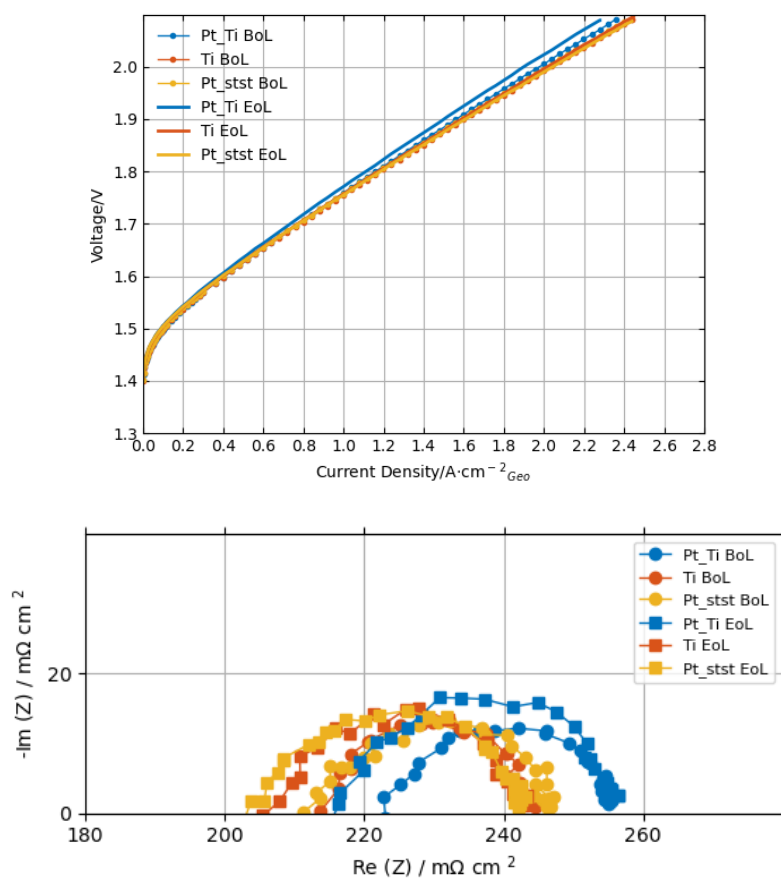 Pt_Ti BoL
Ti BoL
Pt_stst BoL
Pt_Ti EoL
Ti EoL
Pt_stst EoL
2.0
1.9
1.8
1.7
1.6
1.5
1.4
1.3
Voltage/V
0.0 0.2 0.4 0.6 0.8 1.0 1.2 1.4 1.6 1.8 2.0 2.2 2.4 2.6 2.8
Current Density/A·cm⁻²Geo
Pt_Ti BoL
Ti BoL
Pt_stst BoL
Pt_Ti EoL
Ti EoL
Pt_stst EoL
-Im (Z) / mΩ cm ²
20
0
180 200 220 240 260
Re (Z) / mΩ cm ²